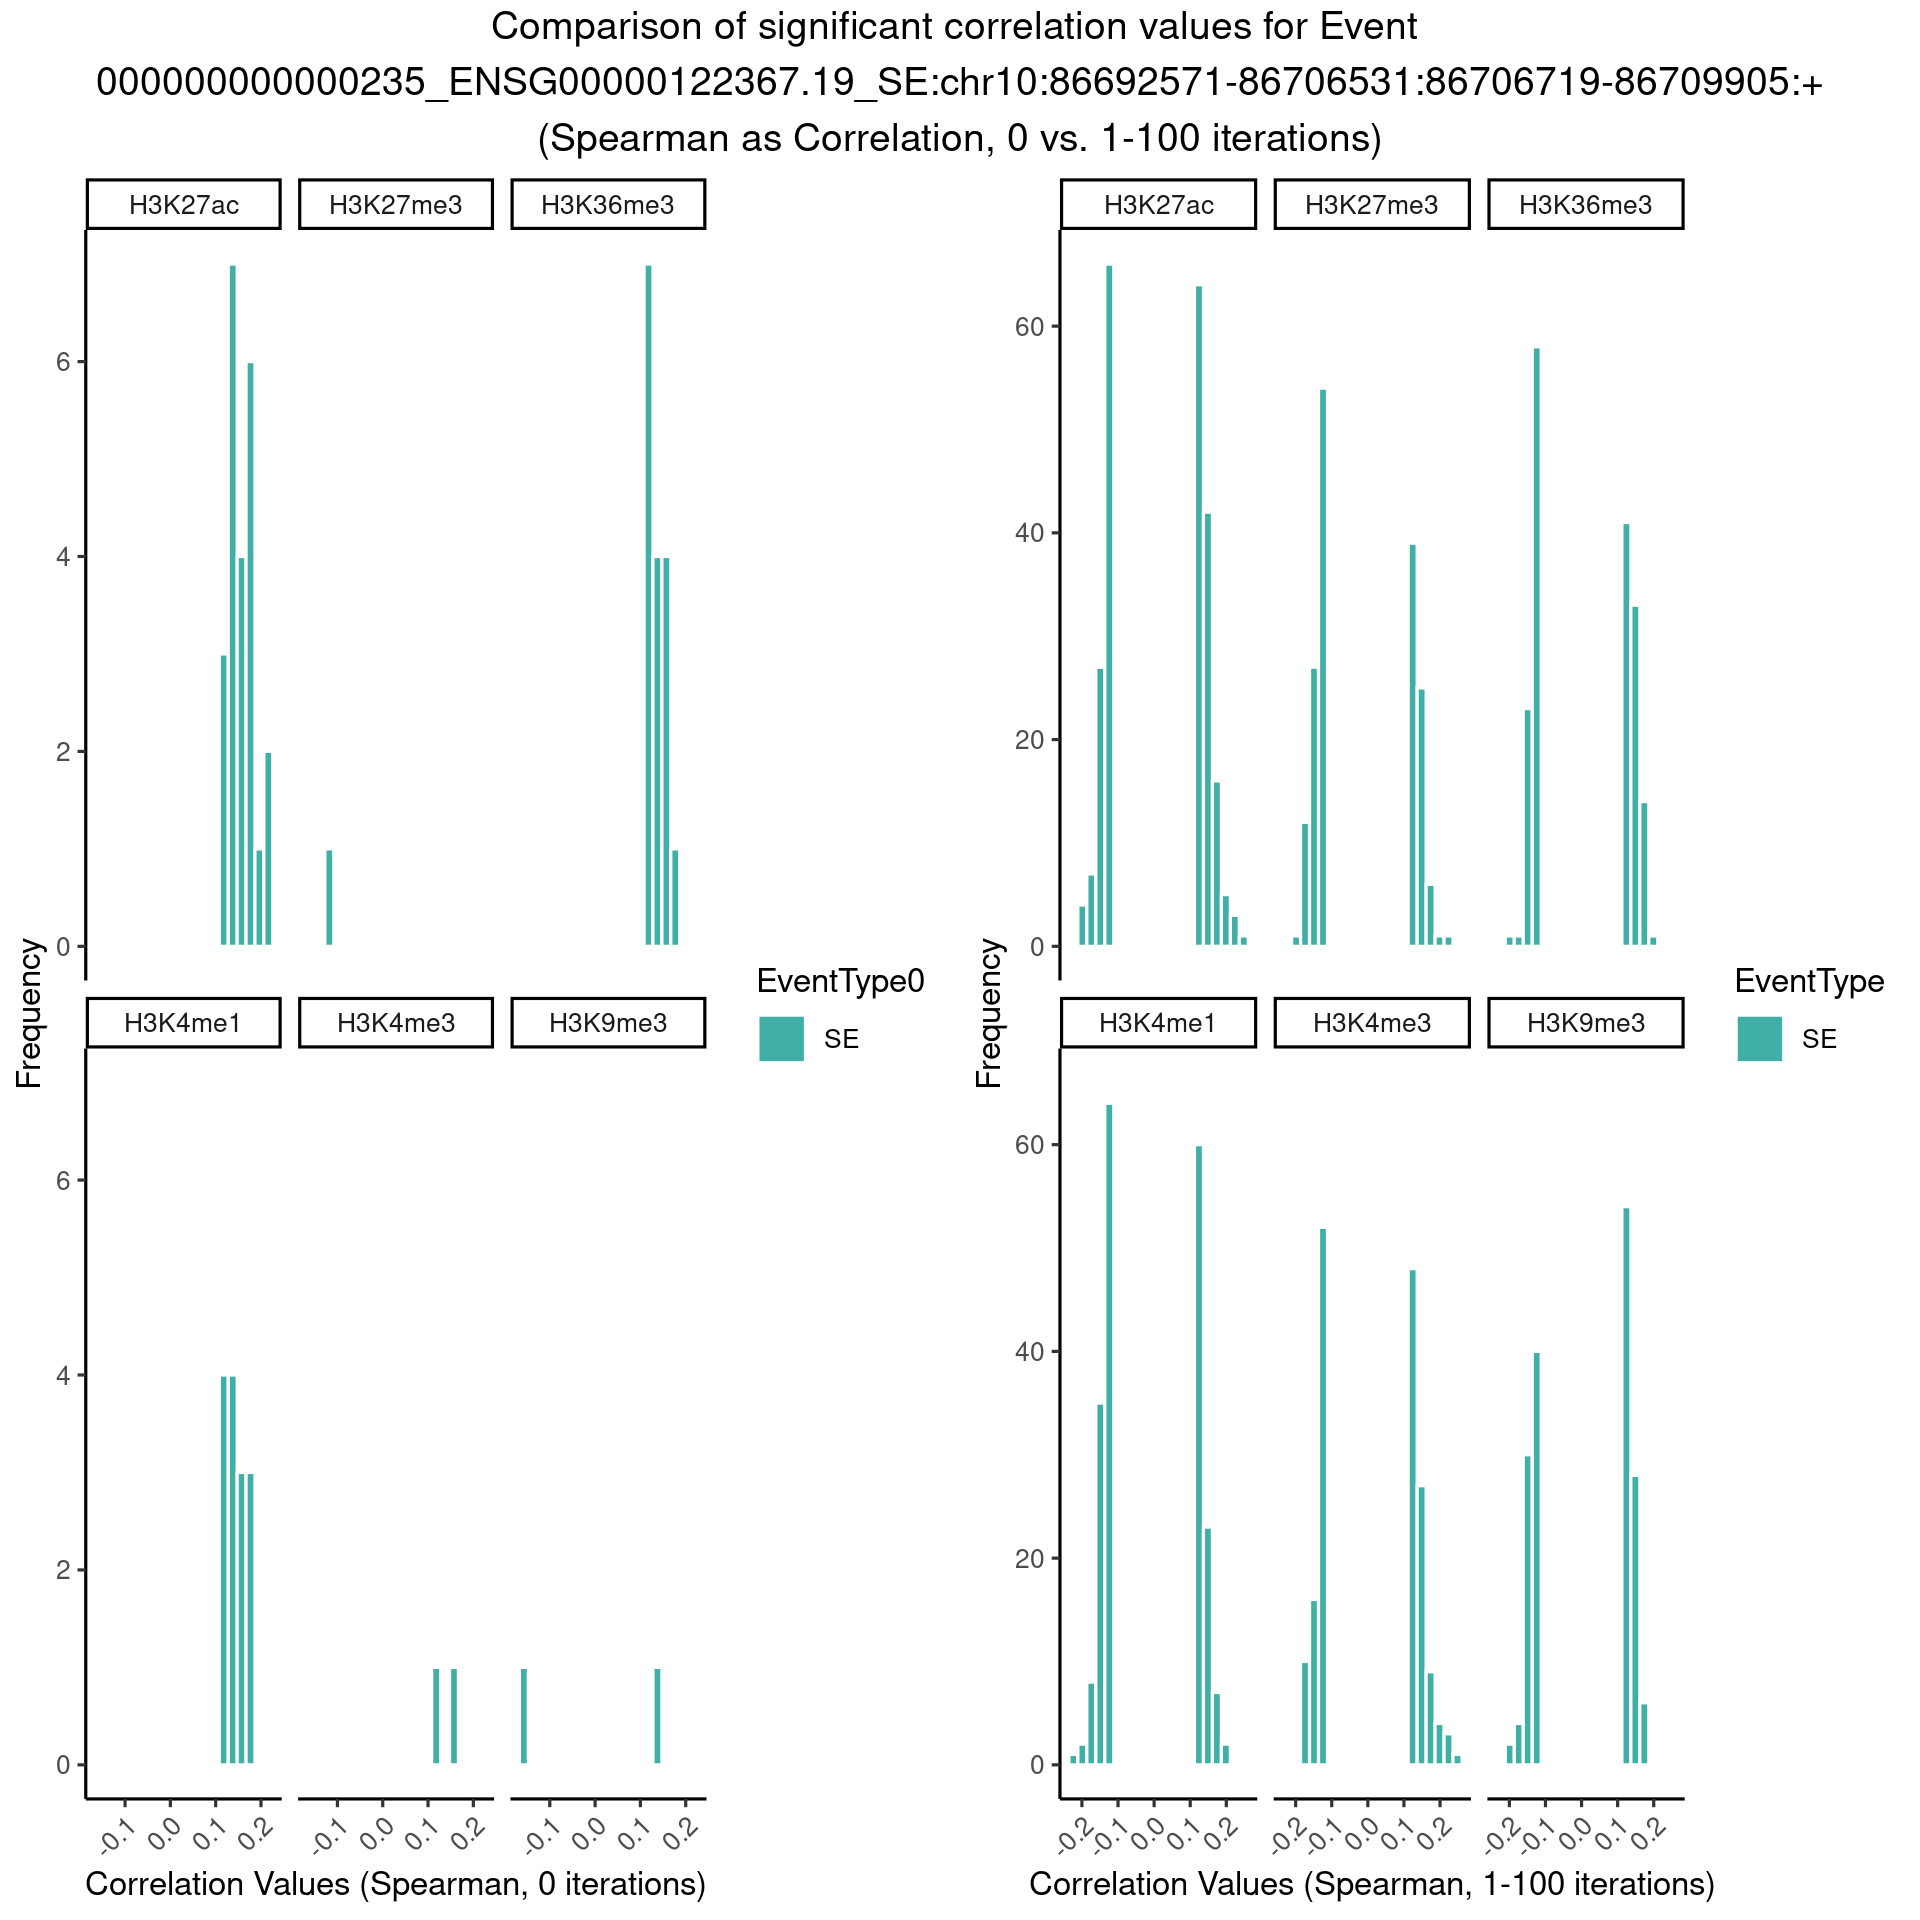 Comparison of significant correlation values for Event
000000000000235_ENSG00000122367.19_SE:chr10:86692571-86706531:86706719-86709905:+
(Spearman as Correlation, 0 vs. 1-100 iterations)
H3K27ac
H3K27me3
H3K36me3
6
4
2
0
Frequency
H3K4me1
H3K4me3
H3K9me3
6
4
2
0
-0.1
0.0
0.1
0.2
-0.1
0.0
0.1
0.2
-0.1
0.0
0.1
0.2
Correlation Values (Spearman, 0 iterations)
EventType0
SE
H3K27ac
H3K27me3
H3K36me3
60
40
20
0
Frequency
H3K4me1
H3K4me3
H3K9me3
60
40
20
0
-0.2
-0.1
0.0
0.1
0.2
-0.2
-0.1
0.0
0.1
0.2
-0.2
-0.1
0.0
0.1
0.2
Correlation Values (Spearman, 1-100 iterations)
EventType
SE